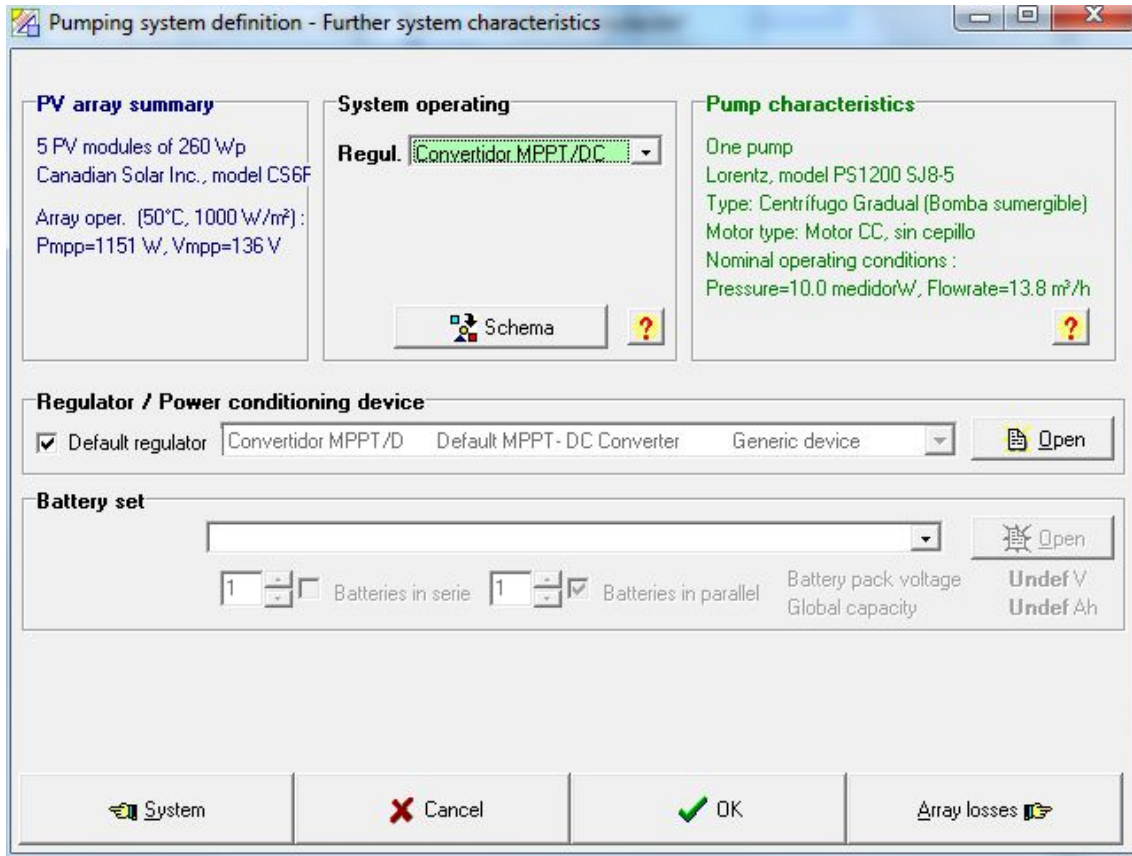 Pumping system definition - Further system characteristics
PV array summary
5 PV modules of 260 Wp
Canadian Solar Inc., model CS6F
Array oper. (50°C, 1000 W/m²) :
Pmpp=1151 W, Vmpp=136 V
System operating
Regul. Convertidor MPPT/DC
Schema
?
Pump characteristics
One pump
Lorentz, model PS1200 SJ8-5
Type: Centrífugo Gradual (Bomba sumergible)
Motor type: Motor CC, sin cepillo
Nominal operating conditions :
Pressure=10.0 medidorW, Flowrate=13.8 m³/h
?
Regulator / Power conditioning device
Default regulator Convertidor MPPT/D Default MPPT- DC Converter Generic device Open
Battery set
Open
1 Batteries in serie 1 Batteries in parallel Battery pack voltage Undef V
Global capacity Undef Ah
System Cancel OK Array losses